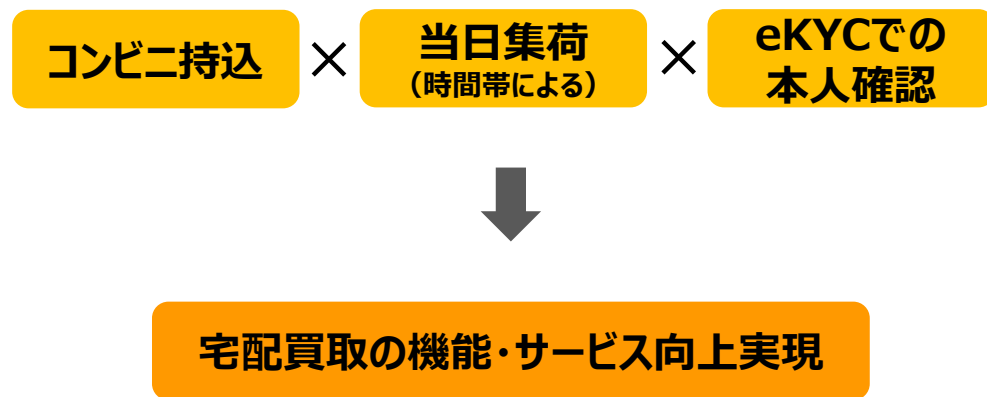 コンビニ持込
×
当日集荷
（時間帯による）
×
eKYCでの
本人確認
宅配買取の機能・サービス向上実現